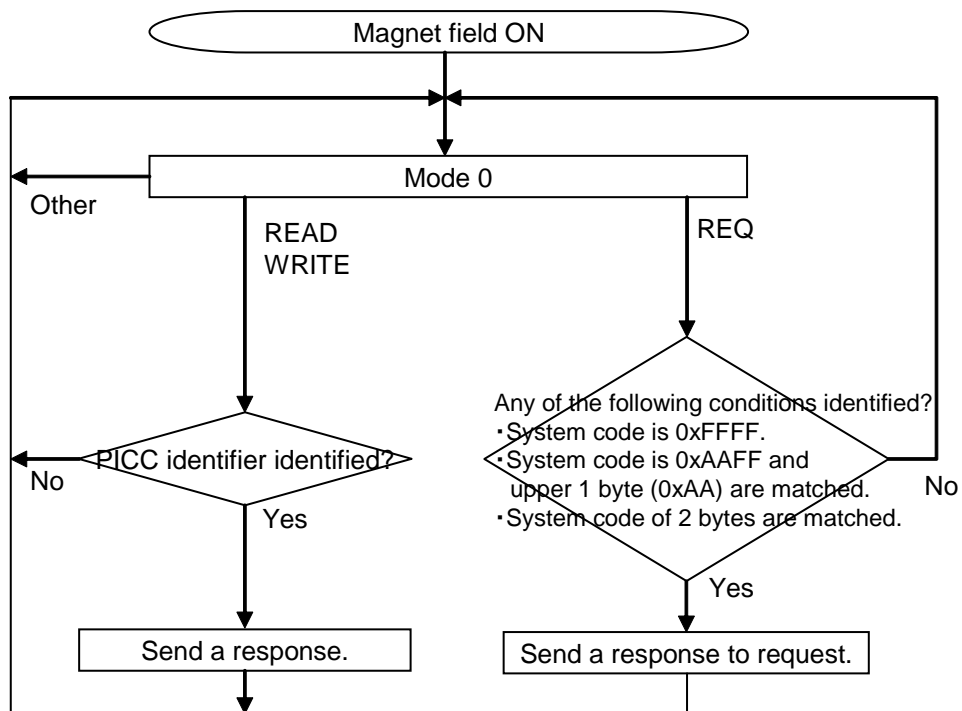 Magnet field ON
Mode 0
Other
READ
WRITE
REQ
Any of the following conditions identified?
・System code is 0xFFFF.
・System code is 0xAAFF and
upper 1 byte (0xAA) are matched.
・System code of 2 bytes are matched.
PICC identifier identified?
No
No
Yes
Yes
Send a response.
Send a response to request.